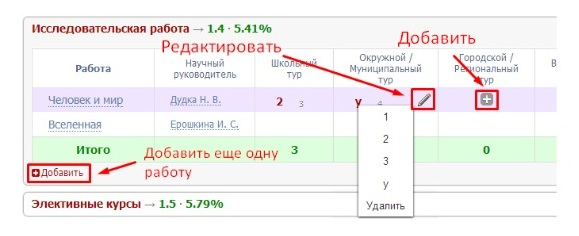 Исследовательская работа → 1.4 · 5.41%
Редактировать
Добавить
Работа
Научный
руководитель
Школьный
тур
Окружной /
Муниципальный
тур
Городской /
Региональный
тур
В
Человек и мир Дудка Н. В. 2 3 у 4
Вселенная Ерошкина И. С.
Итого 3 0
1
2
3
у
Удалить
Добавить еще одну
работу
Добавить
Элективные курсы → 1.5 · 5.79%